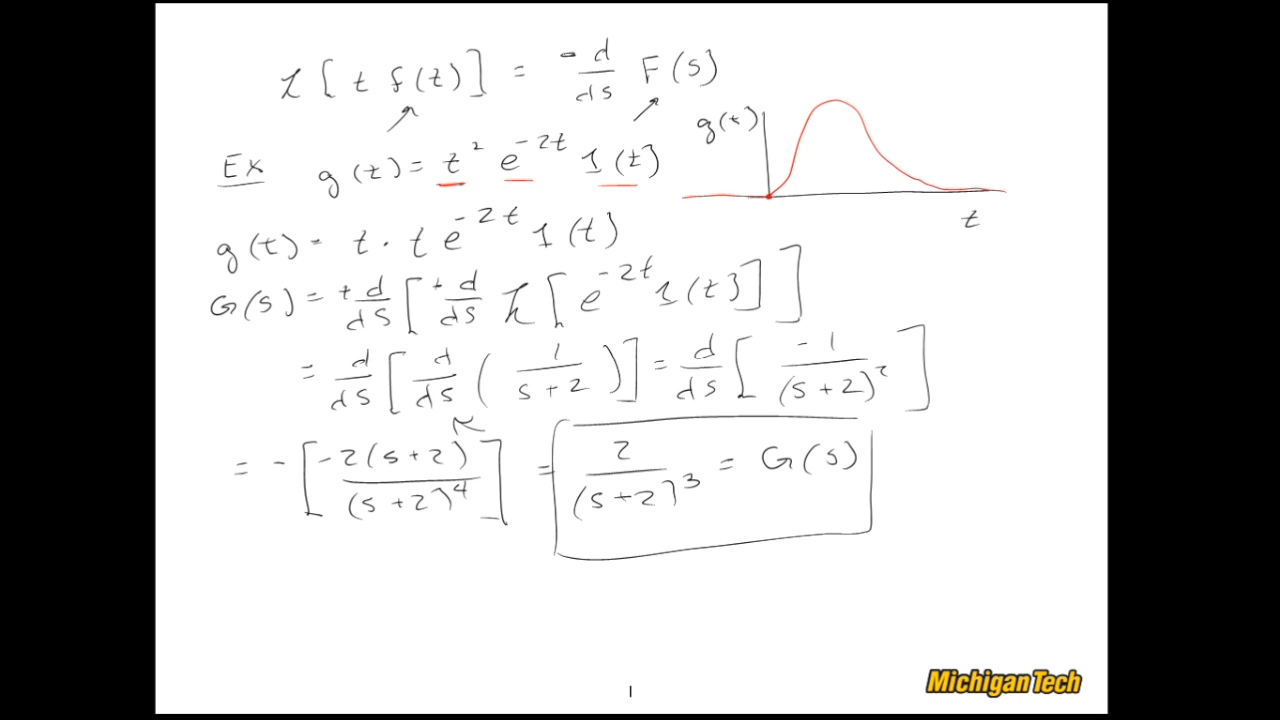 ℒ[t f(t)] = -d/ds F(s)
g(t)
Ex g(t) = t² e^{-2t} 1(t)
t
g(t) = t · t e^{-2t} 1(t)
G(s) = +d/ds [+d/ds ℒ[e^{-2t} 1(t)]]
= d/ds [d/ds (1/(s+2))] = d/ds [-1/(s+2)²]
= -[-2(s+2)/(s+2)⁴] = 2/(s+2)³ = G(s)
1
Michigan Tech